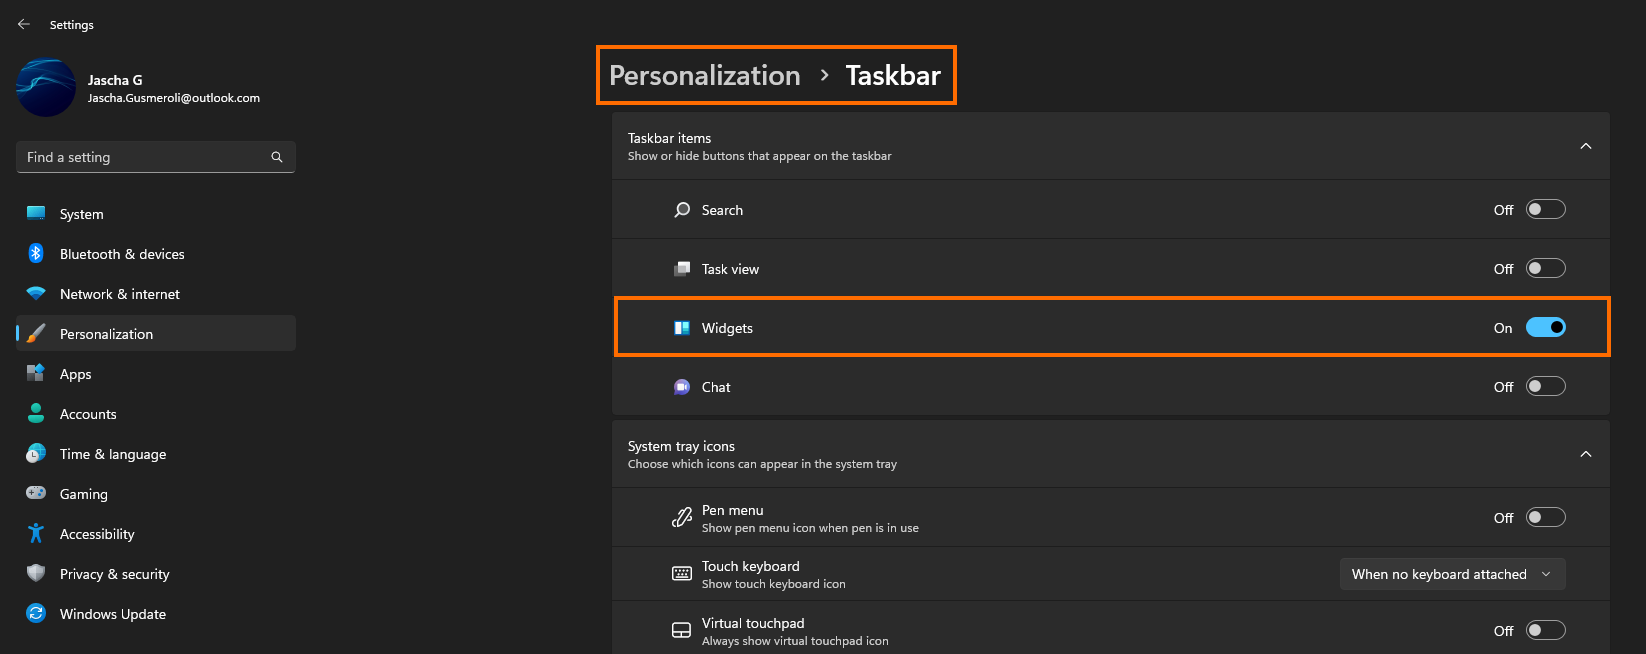 Settings
Jascha G
Jascha.Gusmeroli@outlook.com
Find a setting
System
Bluetooth & devices
Network & internet
Personalization
Apps
Accounts
Time & language
Gaming
Accessibility
Privacy & security
Windows Update
Personalization > Taskbar
Taskbar items
Show or hide buttons that appear on the taskbar
Search Off
Task view Off
Widgets On
Chat Off
System tray icons
Choose which icons can appear in the system tray
Pen menu
Show pen menu icon when pen is in use
Off
Touch keyboard
Show touch keyboard icon
When no keyboard attached
Virtual touchpad
Always show virtual touchpad icon
Off